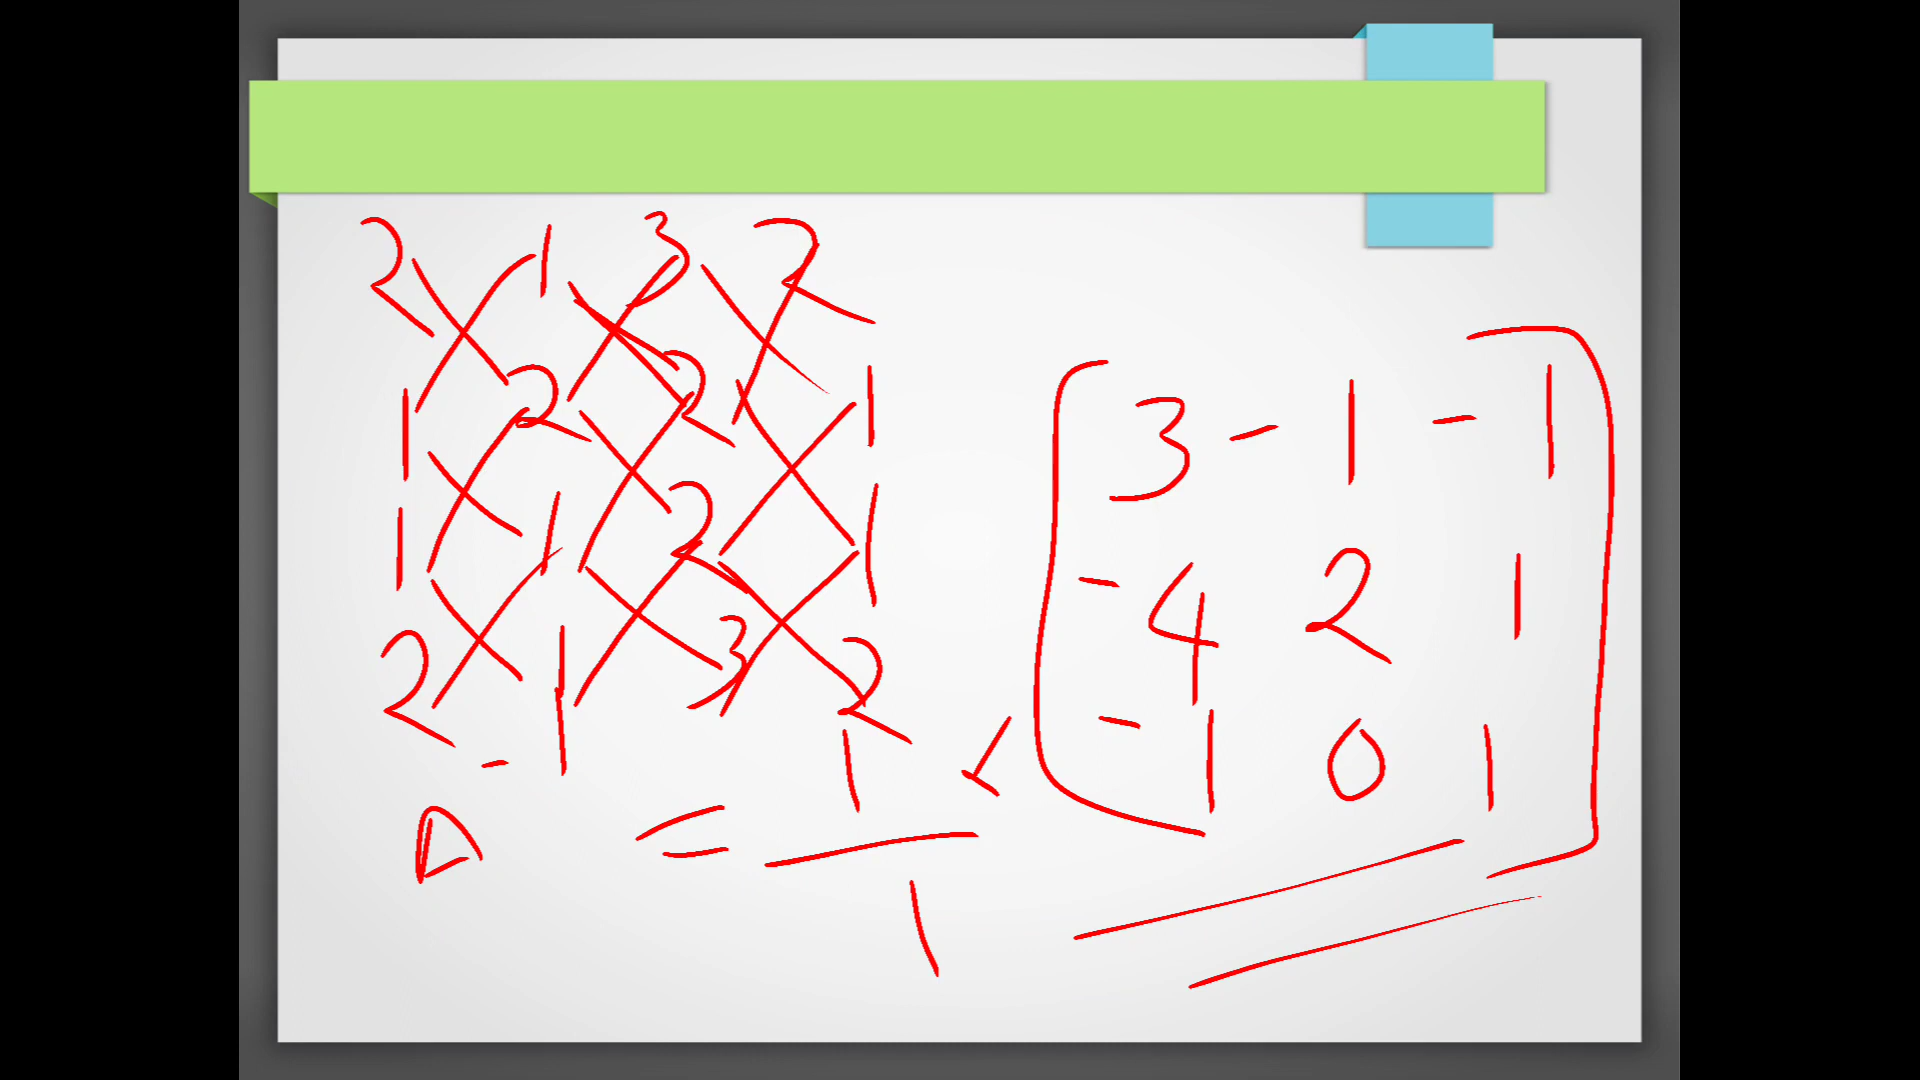 2 1 3 2
1 2 2 1
1 1 2 1
2 1 3 2
A⁻¹ = 1/1 × [3 -1 -1
-4 2 1
-1 0 1]